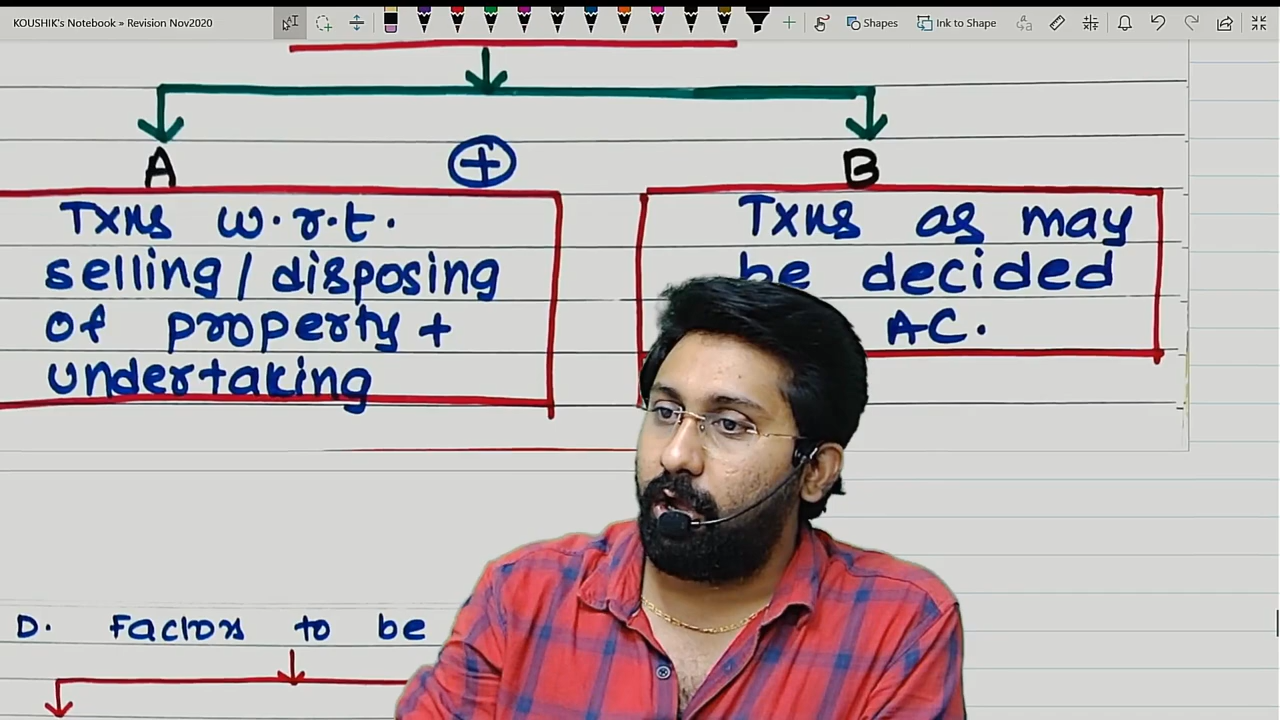 KOUSHIK's Notebook » Revision Nov2020
Shapes
Ink to Shape
A
+
B
Txns w.r.t.
selling / disposing
of property +
undertaking
Txns as may
be decided
AC.
D. Factors to be